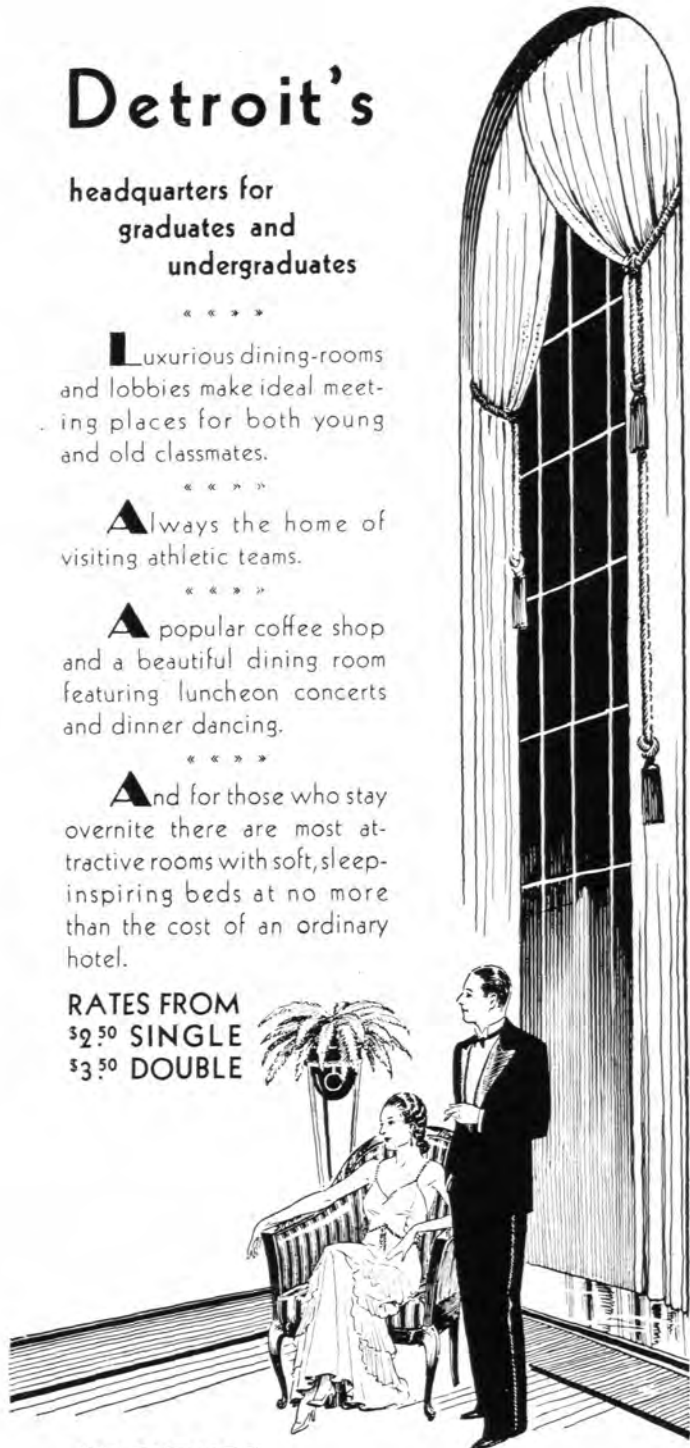 Detroit's
headquarters for
graduates and
undergraduates
« « » »
Luxurious dining-rooms
and lobbies make ideal meet-
ing places for both young
and old classmates.
« « » »
Always the home of
visiting athletic teams.
« « » »
A popular coffee shop
and a beautiful dining room
featuring luncheon concerts
and dinner dancing.
« « » »
And for those who stay
overnite there are most at-
tractive rooms with soft, sleep-
inspiring beds at no more
than the cost of an ordinary
hotel.
RATES FROM
$2.50 SINGLE
$3.50 DOUBLE